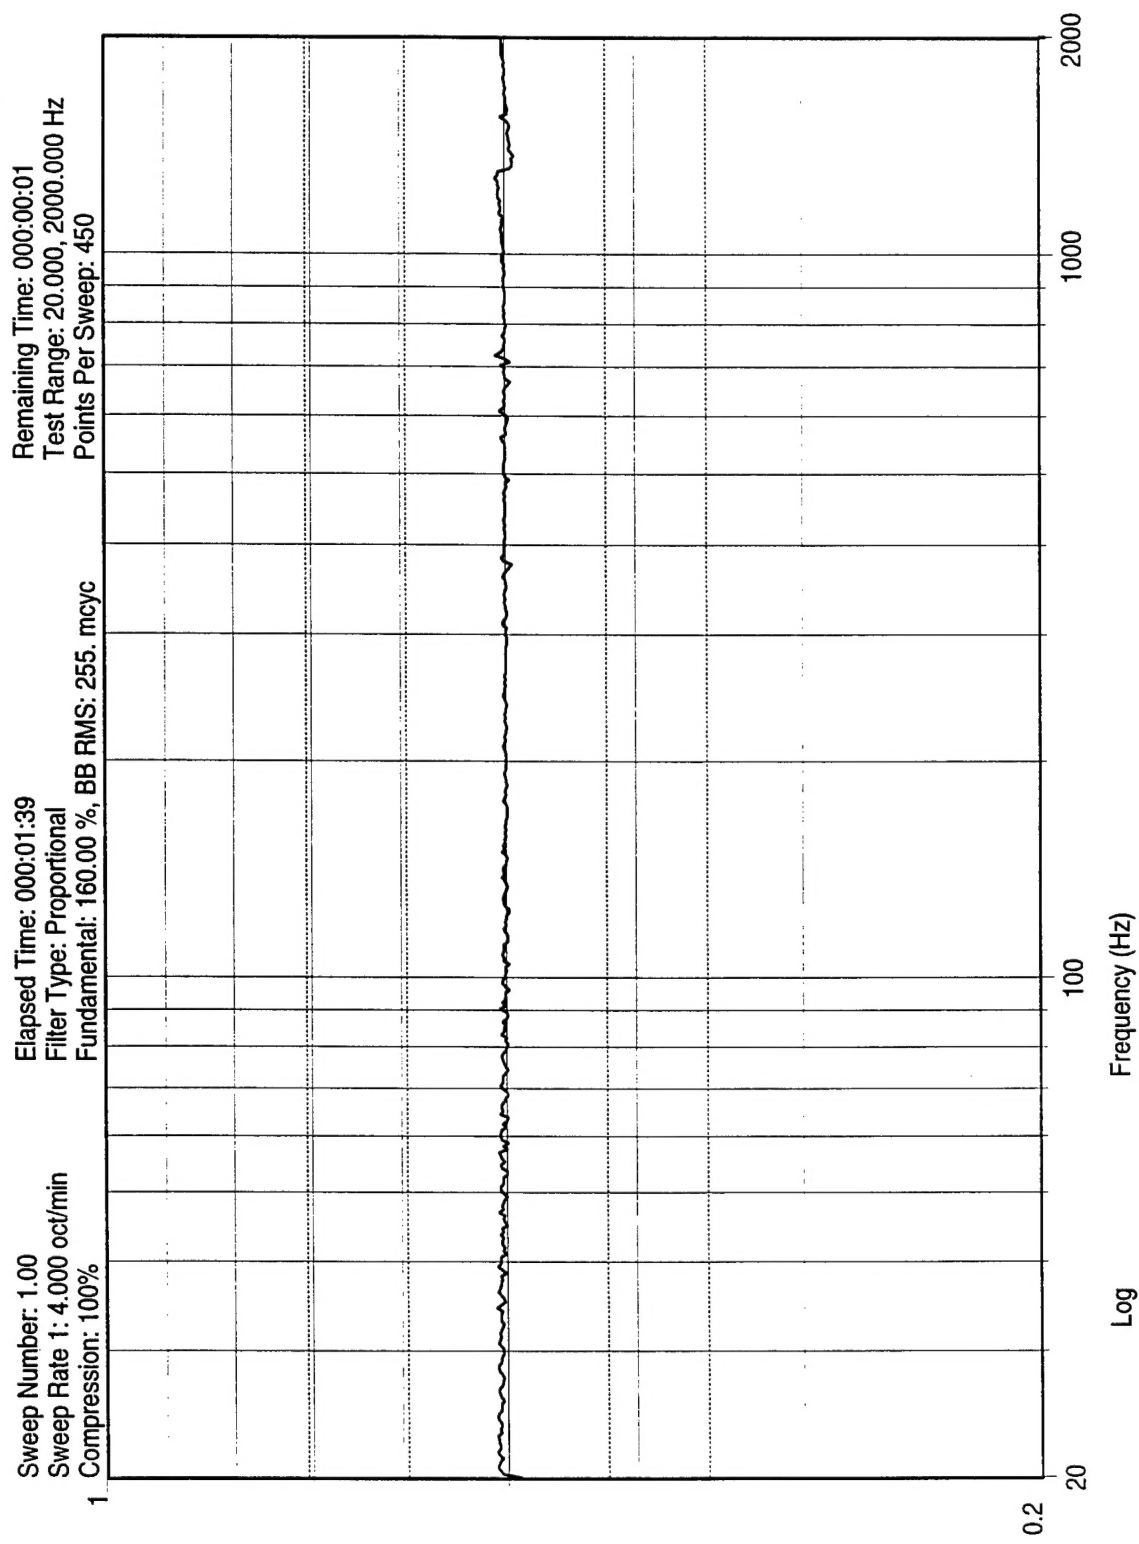 Sweep Number: 1.00
Sweep Rate 1: 4.000 oct/min
Compression: 100%
Elapsed Time: 000:01:39
Filter Type: Proportional
Fundamental: 160.00 %, BB RMS: 255. mcyc
Remaining Time: 000:00:01
Test Range: 20.000, 2000.000 Hz
Points Per Sweep: 450
1
0.2
20
100
1000
2000
Log
Frequency (Hz)